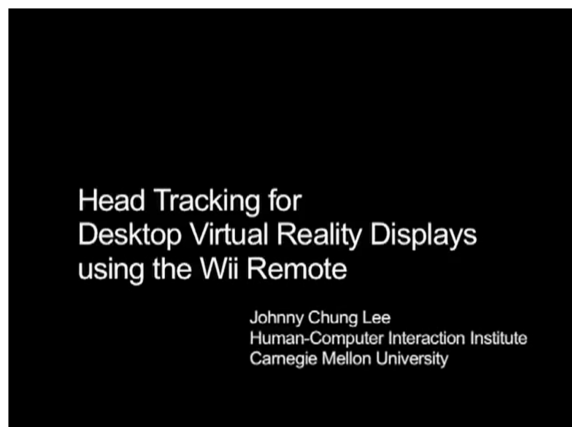 Head Tracking for
Desktop Virtual Reality Displays
using the Wii Remote
Johnny Chung Lee
Human-Computer Interaction Institute
Carnegie Mellon University